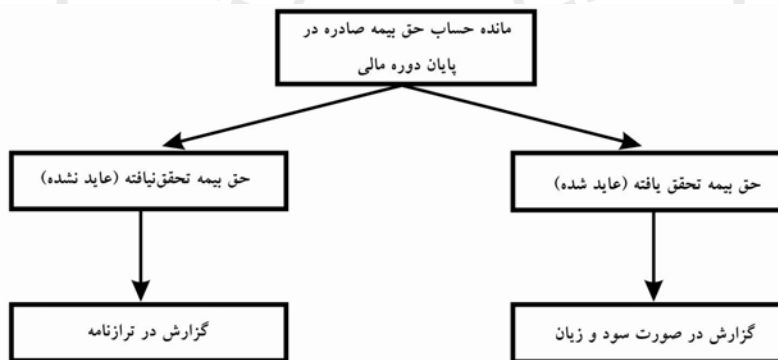 مانده حساب حق بیمه صادره در
پایان دوره مالی
حق بیمه تحقق یافته (عاید شده)
حق بیمه تحقق‌نیافته (عاید نشده)
گزارش در صورت سود و زیان
گزارش در ترازنامه